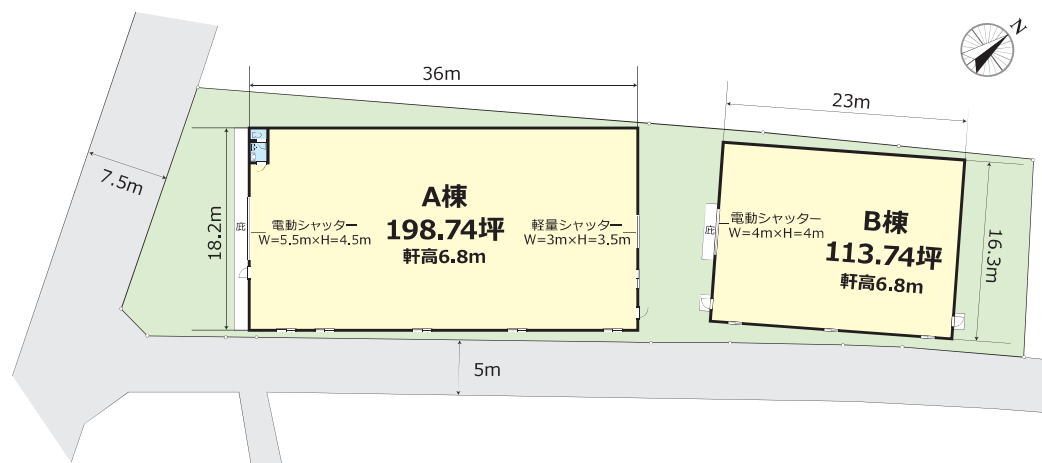 N
36m
23m
7.5m
18.2m
庇
電動シャッター
W=5.5m×H=4.5m
A棟
198.74坪
軒高6.8m
軽量シャッター
W=3m×H=3.5m
庇
電動シャッター
W=4m×H=4m
B棟
113.74坪
軒高6.8m
16.3m
5m